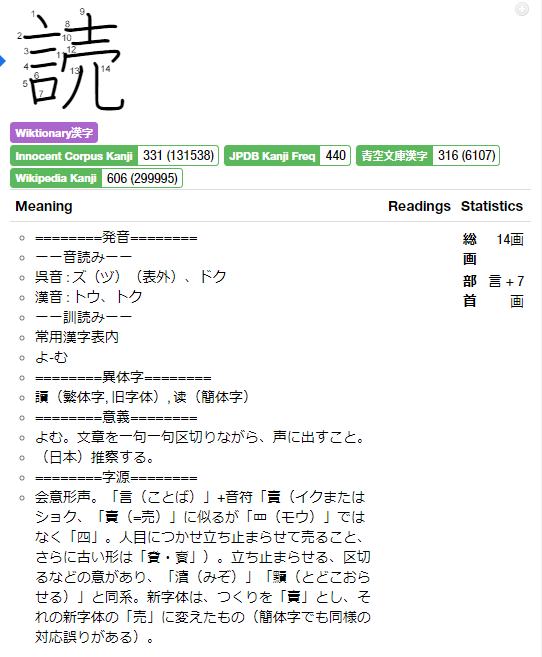 1 9
2 8
3 10
4 11 12
6 13 14
5
7
読
Wiktionary漢字
Innocent Corpus Kanji 331 (131538) JPDB Kanji Freq 440 青空文庫漢字 316 (6107)
Wikipedia Kanji 606 (299995)
Meaning Readings Statistics
========発音======== 総画 14画
ーー音読みーー
呉音 : ズ（ヅ）（表外）、ドク 部首 言 + 7画
漢音 : トウ、トク
ーー訓読みーー
常用漢字表内
よ-む
========異体字========
讀（繁体字, 旧字体）, 读（簡体字）
========意義========
よむ。文章を一句一句区切りながら、声に出すこと。
（日本）推察する。
========字源========
会意形声。「言（ことば）」+音符「𧶠（イクまたは
ショク、「賣（=売）」に似るが「罒（モウ）」では
なく「四」。人目につかせ立ち止まらせて売ること、
さらに古い形は「」）。立ち止まらせる、区切
るなどの意があり、「瀆（みぞ）」「（とどこおら
せる）」と同系。新字体は、つくりを「賣」とし、そ
れの新字体の「売」に変えたもの（簡体字でも同様の
対応誤りがある）。